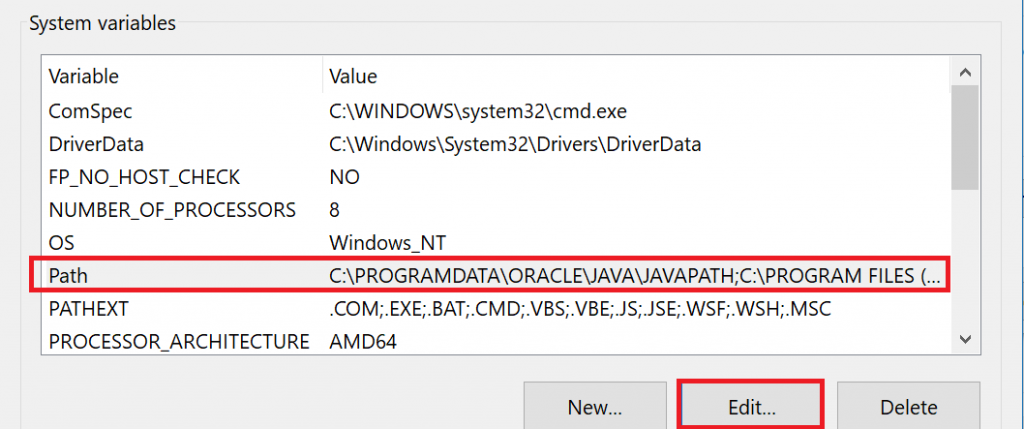 System variables
Variable Value
ComSpec C:\WINDOWS\system32\cmd.exe
DriverData C:\Windows\System32\Drivers\DriverData
FP_NO_HOST_CHECK NO
NUMBER_OF_PROCESSORS 8
OS Windows_NT
Path C:\PROGRAMDATA\ORACLE\JAVA\JAVAPATH;C:\PROGRAM FILES (...
PATHEXT .COM;.EXE;.BAT;.CMD;.VBS;.VBE;.JS;.JSE;.WSF;.WSH;.MSC
PROCESSOR_ARCHITECTURE AMD64
New... Edit... Delete